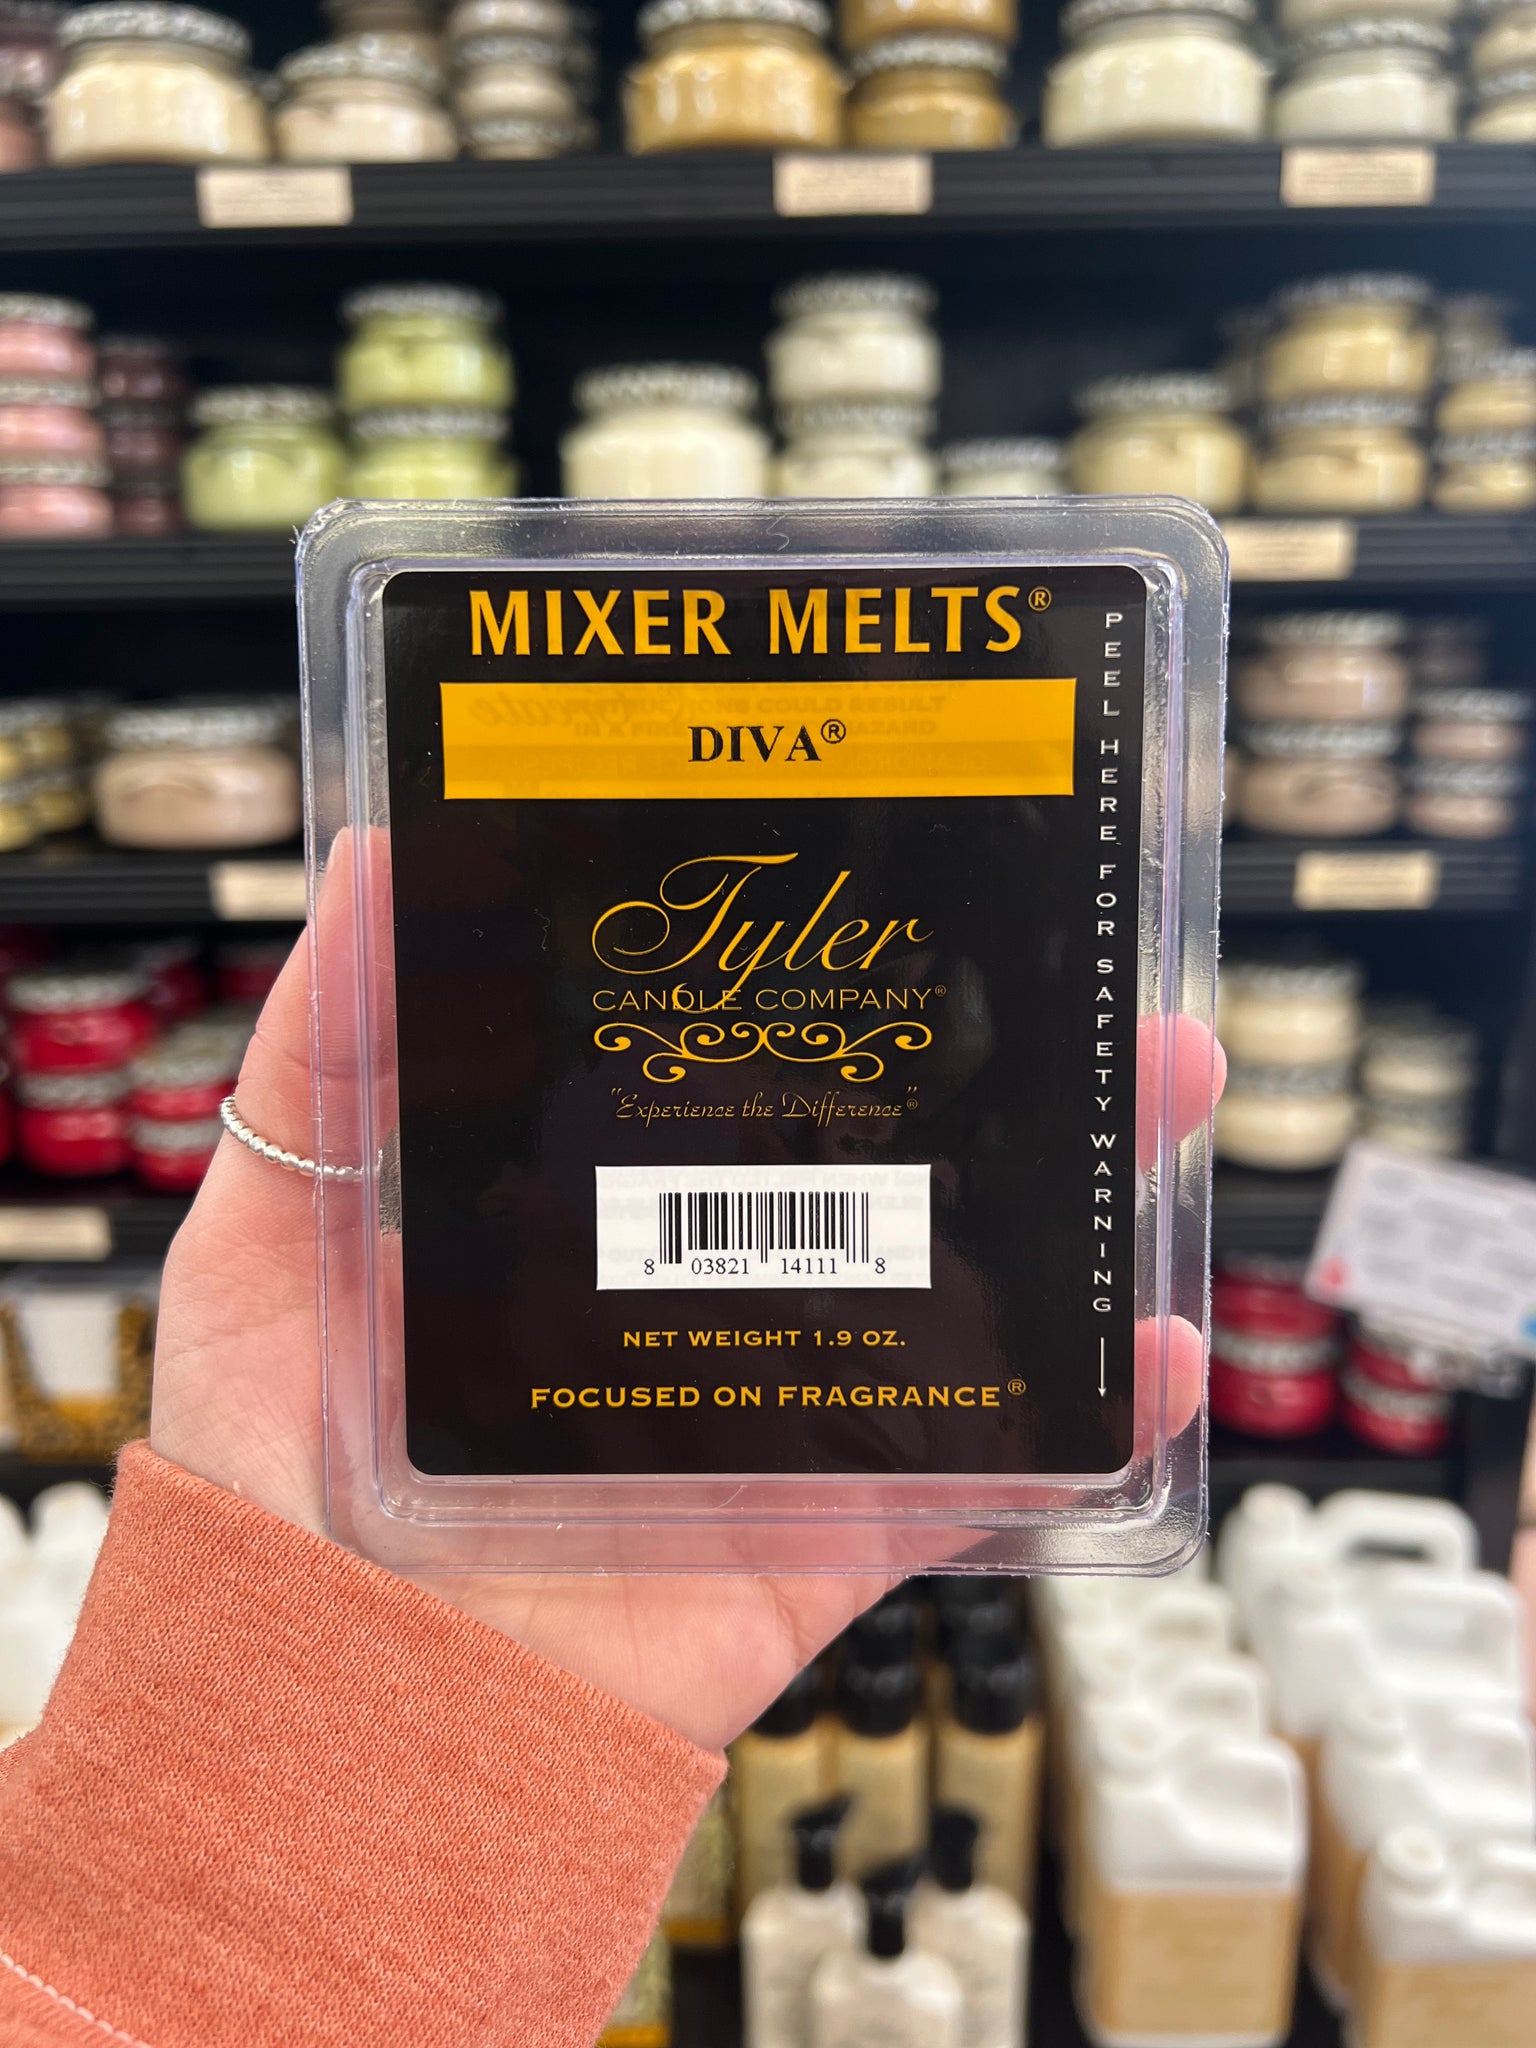 MIXER MELTS®
DIVA®
Tyler
CANDLE COMPANY®
"Experience the Difference"®
8 03821 14111 8
NET WEIGHT 1.9 OZ.
FOCUSED ON FRAGRANCE®
PEEL HERE FOR SAFETY WARNING